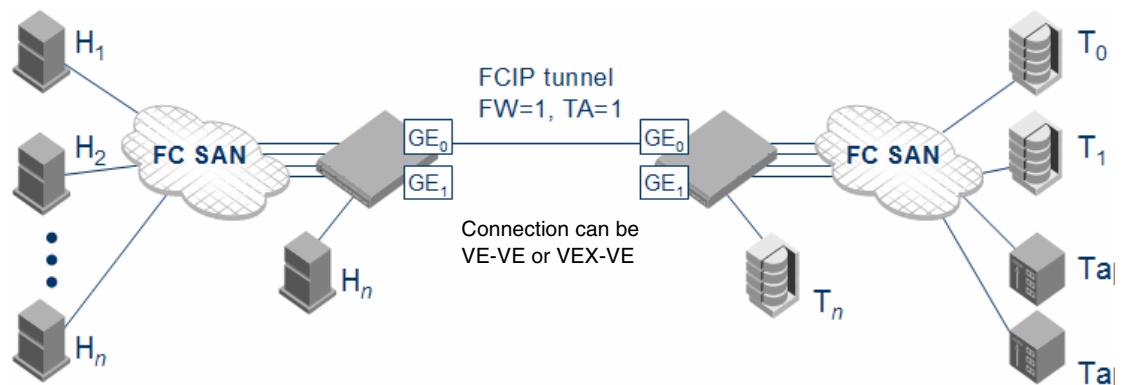 H1
H2
Hn
FC SAN
Hn
GE0
GE1
FCIP tunnel
FW=1, TA=1
Connection can be
VE-VE or VEX-VE
GE0
GE1
FC SAN
Tn
T0
T1